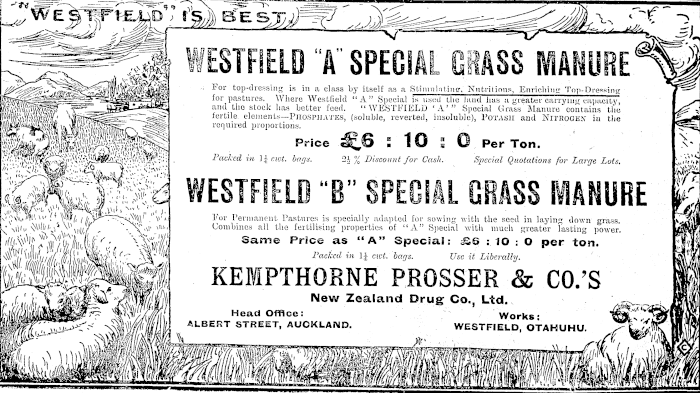 "WESTFIELD" IS BEST.
WESTFIELD "A" SPECIAL GRASS MANURE
For top-dressing is in a class by itself as a Stimulating, Nutritious, Enriching Top-Dressing
for pastures. Where Westfield "A" Special is used the land has a greater carrying capacity,
and the stock has better feed. "WESTFIELD 'A'" Special Grass Manure contains the
fertile elements—PHOSPHATES, (soluble, reverted, insoluble), POTASH and NITROGEN in the
required proportions.
Price £6 : 10 : 0 Per Ton.
Packed in 1¼ cwt. bags. 2½ % Discount for Cash. Special Quotations for Large Lots.
WESTFIELD "B" SPECIAL GRASS MANURE
For Permanent Pastures is specially adapted for sowing with the seed in laying down grass.
Combines all the fertilising properties of "A" Special with much greater lasting power.
Same Price as "A" Special: £6 : 10 : 0 per ton.
Packed in 1¼ cwt. bags. Use it Liberally.
KEMPTHORNE PROSSER & CO.'S
New Zealand Drug Co., Ltd.
Head Office: Works:
ALBERT STREET, AUCKLAND. WESTFIELD, OTAHUHU.